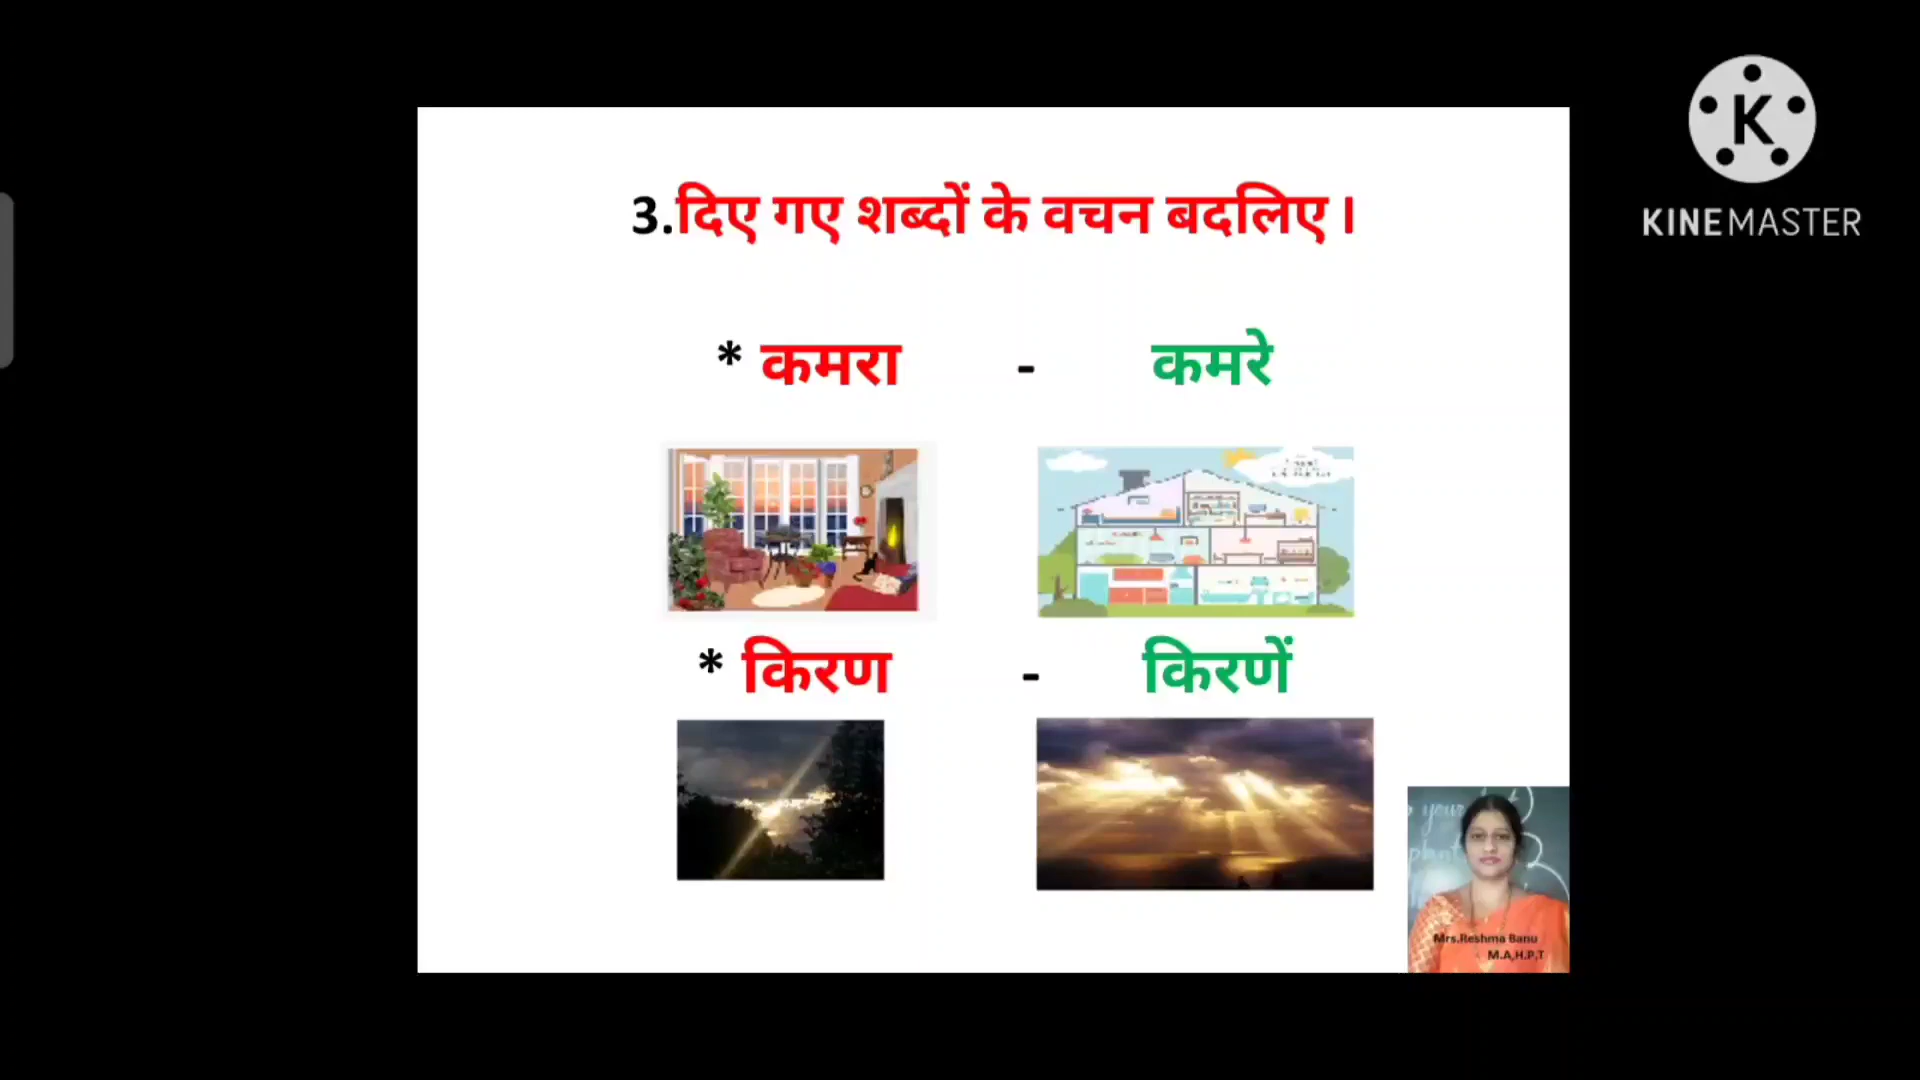 KINEMASTER
3.दिए गए शब्दों के वचन बदलिए ।
* कमरा - कमरे
* किरण - किरणें
Mrs.Reshma Banu
M.A,H.P.T